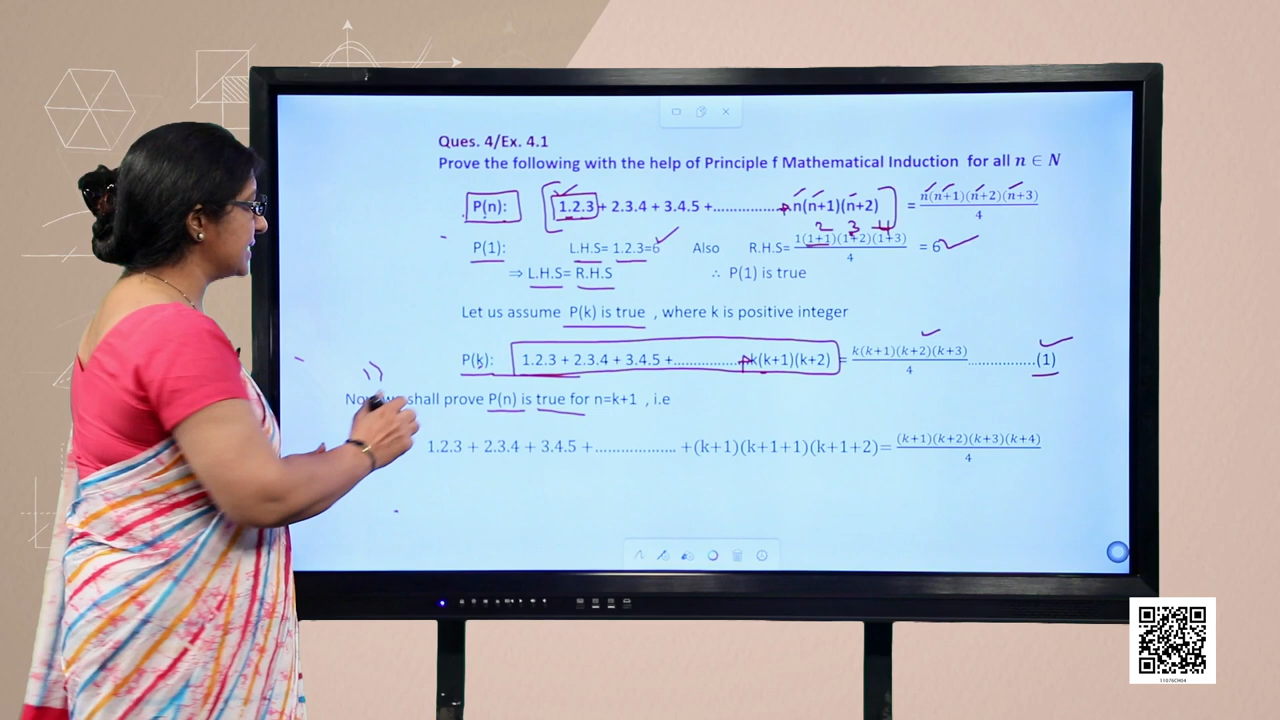 Ques. 4/Ex. 4.1
Prove the following with the help of Principle f Mathematical Induction for all n ∈ N
P(n): 1.2.3 + 2.3.4 + 3.4.5 +................+n(n+1)(n+2) = n(n+1)(n+2)(n+3)/4
2 3 4
P(1): L.H.S= 1.2.3=6 Also R.H.S= 1(1+1)(1+2)(1+3)/4 = 6
⇒ L.H.S= R.H.S ∴ P(1) is true
Let us assume P(k) is true , where k is positive integer
P(k): 1.2.3 + 2.3.4 + 3.4.5 +................+k(k+1)(k+2) = k(k+1)(k+2)(k+3)/4 ................(1)
shall prove P(n) is true for n=k+1 , i.e
1.2.3 + 2.3.4 + 3.4.5 +................. +(k+1)(k+1+1)(k+1+2)= (k+1)(k+2)(k+3)(k+4)/4
11076CH04